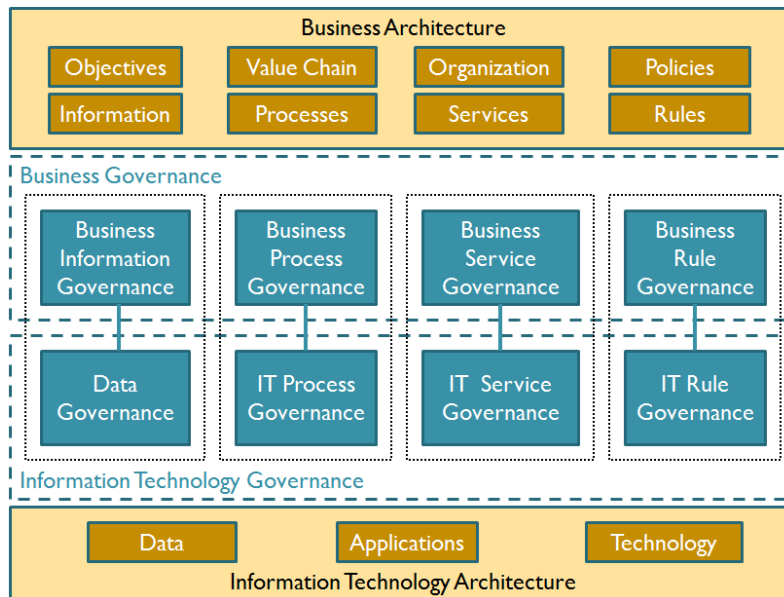 Business Architecture
Objectives
Value Chain
Organization
Policies
Information
Processes
Services
Rules
Business Governance
Business
Information
Governance
Business
Process
Governance
Business
Service
Governance
Business
Rule
Governance
Data
Governance
IT Process
Governance
IT Service
Governance
IT Rule
Governance
Information Technology Governance
Data
Applications
Technology
Information Technology Architecture